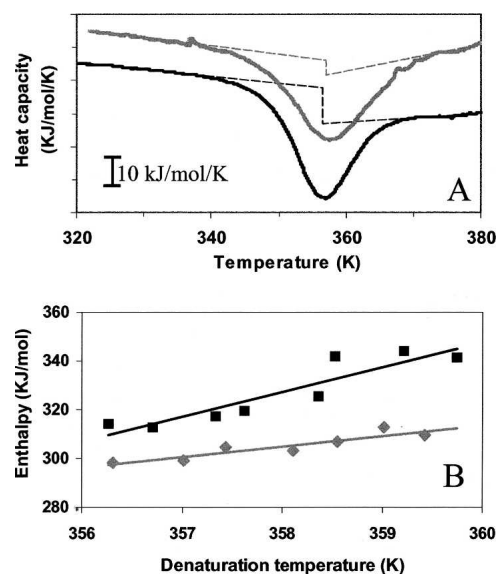 Heat capacity
(KJ/mol/K)
10 kJ/mol/K
A
320 340 360 380
Temperature (K)
360
340
320
300
280
Enthalpy (KJ/mol)
B
356 357 358 359 360
Denaturation temperature (K)